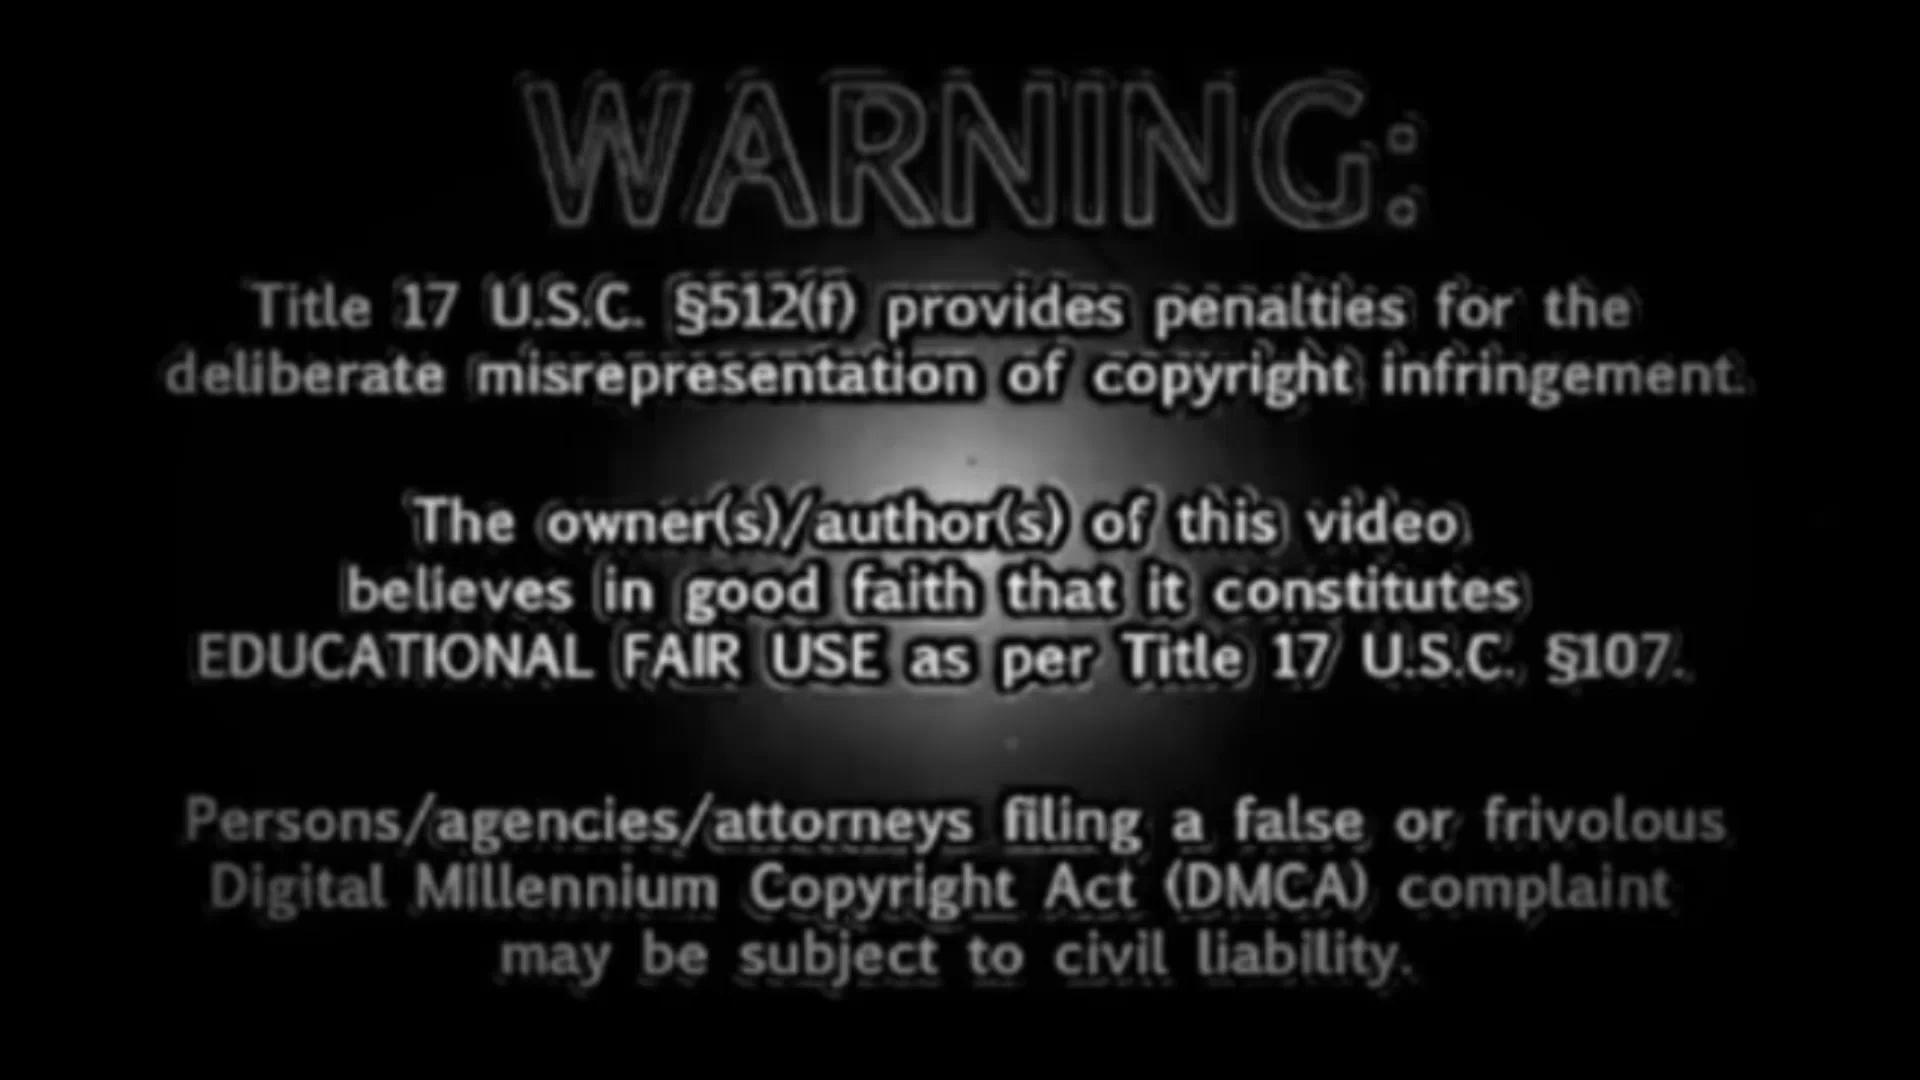 WARNING:
Title 17 U.S.C. §512(f) provides penalties for the
deliberate misrepresentation of copyright infringement.
The owner(s)/author(s) of this video
believes in good faith that it constitutes
EDUCATIONAL FAIR USE as per Title 17 U.S.C. §107.
Persons/agencies/attorneys filing a false or frivolous
Digital Millennium Copyright Act (DMCA) complaint
may be subject to civil liability.